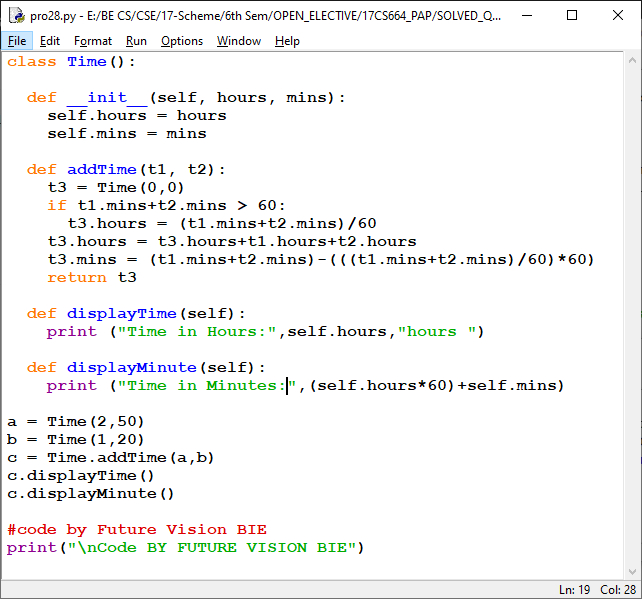 pro28.py - E:/BE CS/CSE/17-Scheme/6th Sem/OPEN_ELECTIVE/17CS664_PAP/SOLVED_Q...
File Edit Format Run Options Window Help
class Time():
  def __init__(self, hours, mins):
    self.hours = hours
    self.mins = mins
  def addTime(t1, t2):
    t3 = Time(0,0)
    if t1.mins+t2.mins > 60:
      t3.hours = (t1.mins+t2.mins)/60
    t3.hours = t3.hours+t1.hours+t2.hours
    t3.mins = (t1.mins+t2.mins)-(((t1.mins+t2.mins)/60)*60)
    return t3
  def displayTime(self):
    print ("Time in Hours:",self.hours,"hours ")
  def displayMinute(self):
    print ("Time in Minutes:",(self.hours*60)+self.mins)
a = Time(2,50)
b = Time(1,20)
c = Time.addTime(a,b)
c.displayTime()
c.displayMinute()
#code by Future Vision BIE
print("\nCode BY FUTURE VISION BIE")
Ln: 19 Col: 28